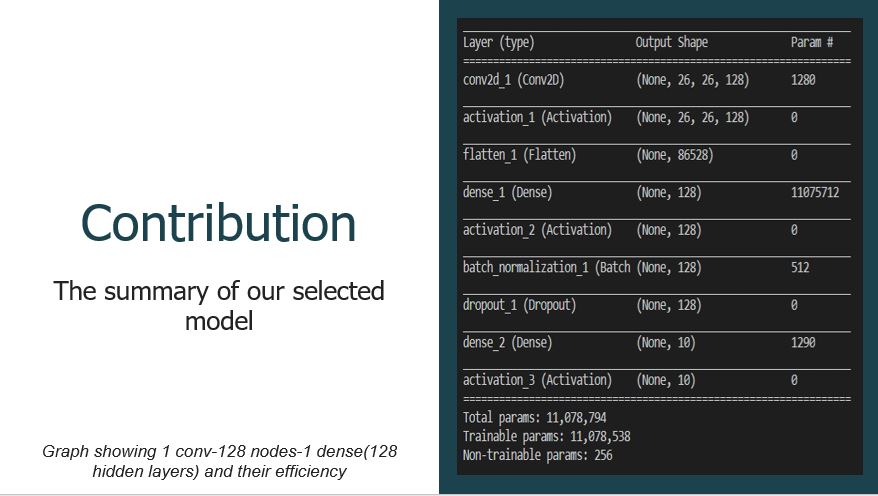 Contribution
The summary of our selected
model
Graph showing 1 conv-128 nodes-1 dense(128
hidden layers) and their efficiency
Layer (type) Output Shape Param #
conv2d_1 (Conv2D) (None, 26, 26, 128) 1280
activation_1 (Activation) (None, 26, 26, 128) 0
flatten_1 (Flatten) (None, 86528) 0
dense_1 (Dense) (None, 128) 11075712
activation_2 (Activation) (None, 128) 0
batch_normalization_1 (Batch (None, 128) 512
dropout_1 (Dropout) (None, 128) 0
dense_2 (Dense) (None, 10) 1290
activation_3 (Activation) (None, 10) 0
Total params: 11,078,794
Trainable params: 11,078,538
Non-trainable params: 256